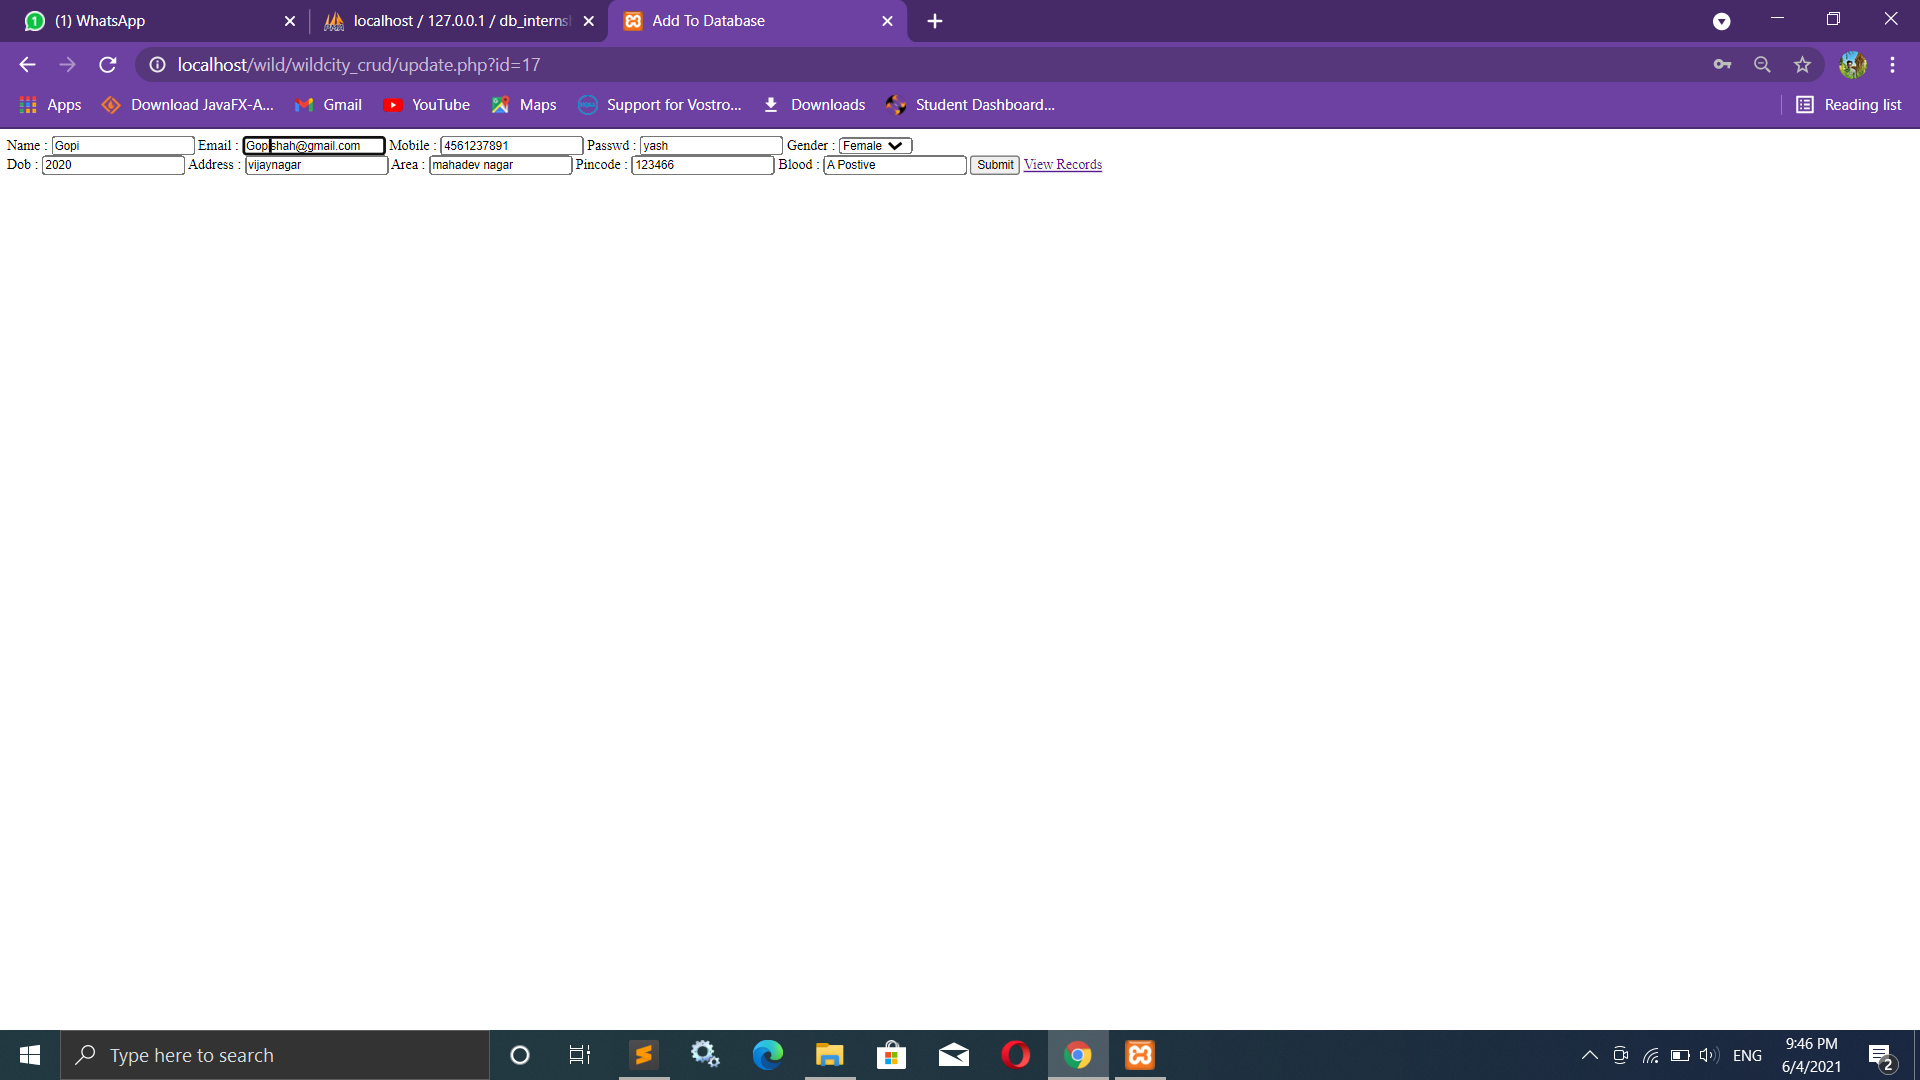 (1) WhatsApp
localhost / 127.0.0.1 / db_interns
Add To Database
localhost/wild/wildcity_crud/update.php?id=17
Apps
Download JavaFX-A...
Gmail
YouTube
Maps
Support for Vostro...
Downloads
Student Dashboard...
Reading list
Name : Gopi Email : Gopishah@gmail.com Mobile : 4561237891 Passwd : yash Gender : Female
Dob : 2020 Address : vijaynagar Area : mahadev nagar Pincode : 123466 Blood : A Postive Submit View Records
Type here to search
ENG
9:46 PM
6/4/2021
2